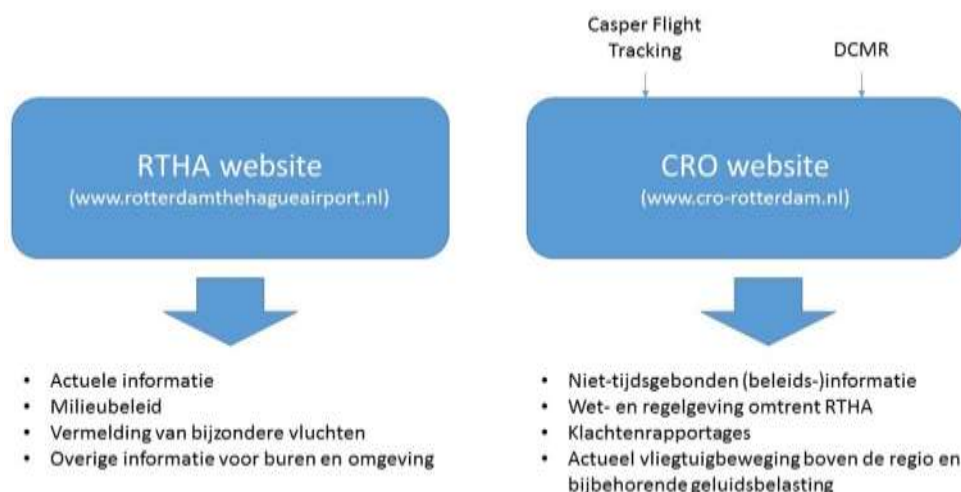 Casper Flight
Tracking
DCMR
RTHA website
(www.rotterdamthehagueairport.nl)
CRO website
(www.cro-rotterdam.nl)
• Actuele informatie
• Milieubeleid
• Vermelding van bijzondere vluchten
• Overige informatie voor buren en omgeving
• Niet-tijdsgebonden (beleids-)informatie
• Wet- en regelgeving omtrent RTHA
• Klachtenrapportages
• Actueel vliegtuigbeweging boven de regio en
bijbehorende geluidsbelasting